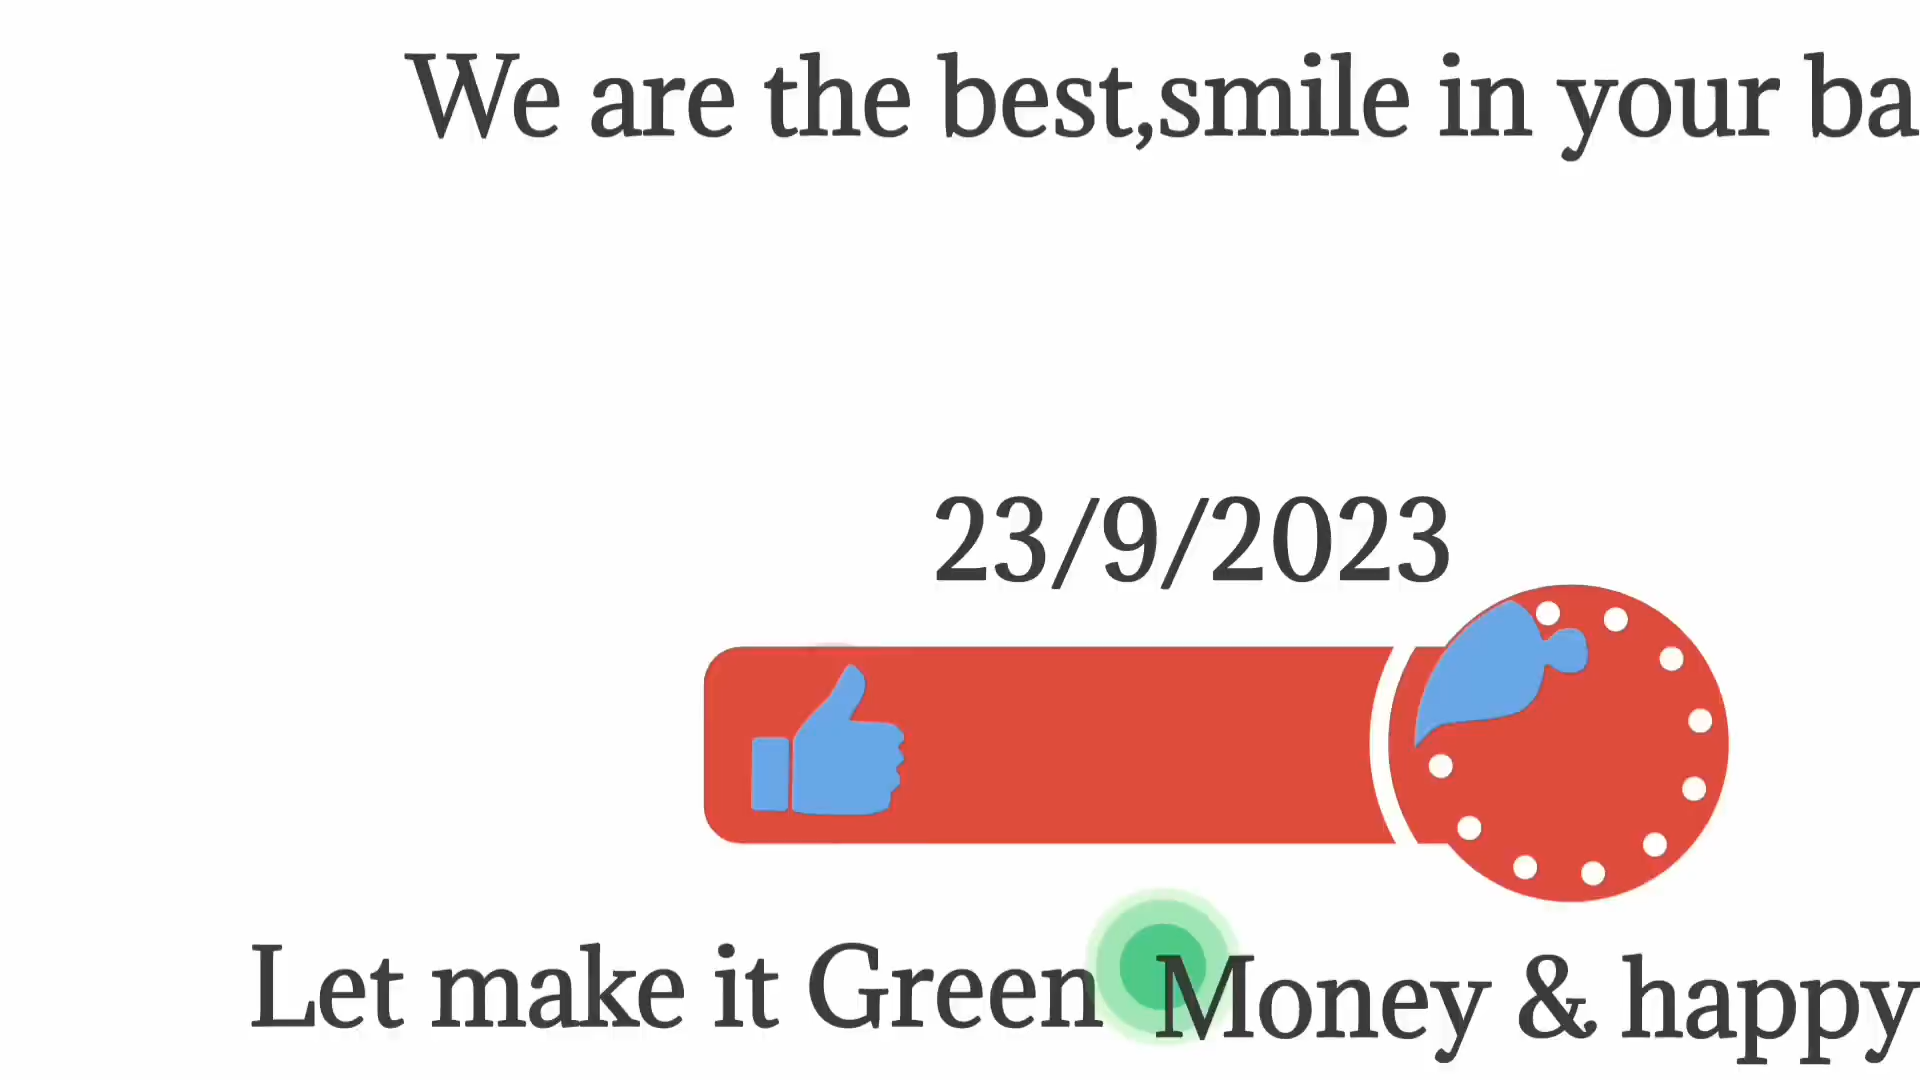 We are the best,smile in your ba
23/9/2023
Let make it Green Money & happy